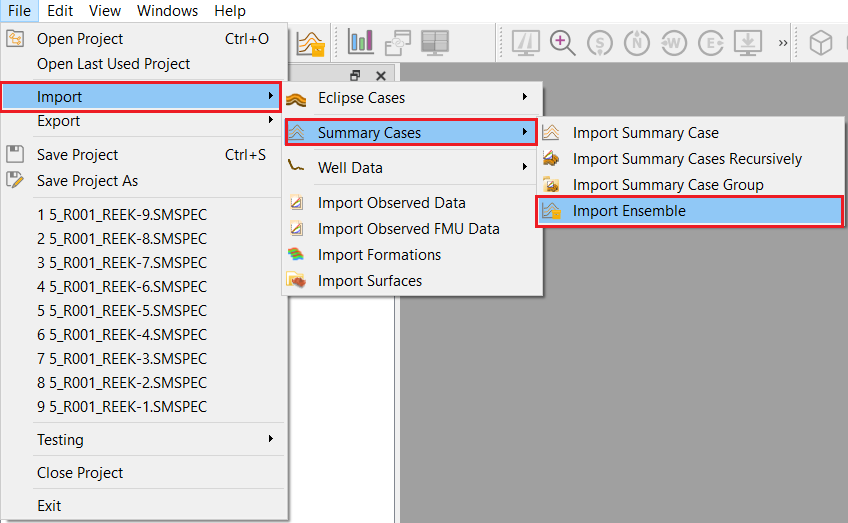 File Edit View Windows Help
Open Project Ctrl+O
Open Last Used Project
Import
Export
Save Project Ctrl+S
Save Project As
1 5_R001_REEK-9.SMSPEC
2 5_R001_REEK-8.SMSPEC
3 5_R001_REEK-7.SMSPEC
4 5_R001_REEK-6.SMSPEC
5 5_R001_REEK-5.SMSPEC
6 5_R001_REEK-4.SMSPEC
7 5_R001_REEK-3.SMSPEC
8 5_R001_REEK-2.SMSPEC
9 5_R001_REEK-1.SMSPEC
Testing
Close Project
Exit
Eclipse Cases
Summary Cases
Well Data
Import Observed Data
Import Observed FMU Data
Import Formations
Import Surfaces
Import Summary Case
Import Summary Cases Recursively
Import Summary Case Group
Import Ensemble
S N W E